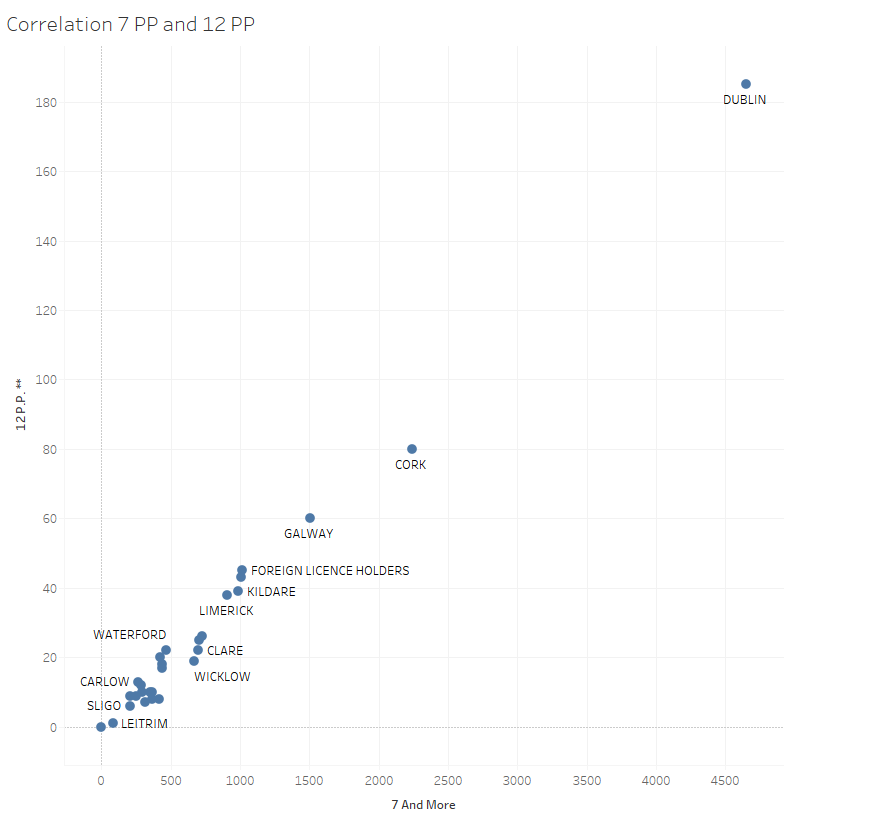 Correlation 7 PP and 12 PP
180
160
140
120
100
80
60
40
20
0
12 P.P. **
DUBLIN
CORK
GALWAY
FOREIGN LICENCE HOLDERS
KILDARE
LIMERICK
WATERFORD
CLARE
WICKLOW
CARLOW
SLIGO
LEITRIM
0 500 1000 1500 2000 2500 3000 3500 4000 4500
7 And More